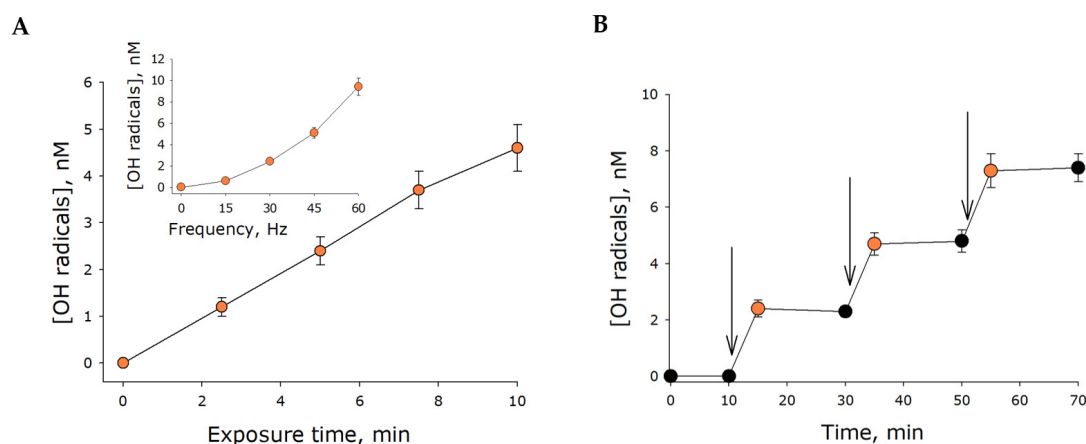 A
[OH radicals], nM
6
5
4
3
2
1
0
0 2 4 6 8 10
Exposure time, min
[OH radicals], nM
12
10
8
6
4
2
0
0 15 30 45 60
Frequency, Hz
B
[OH radicals], nM
10
8
6
4
2
0
0 10 20 30 40 50 60 70
Time, min